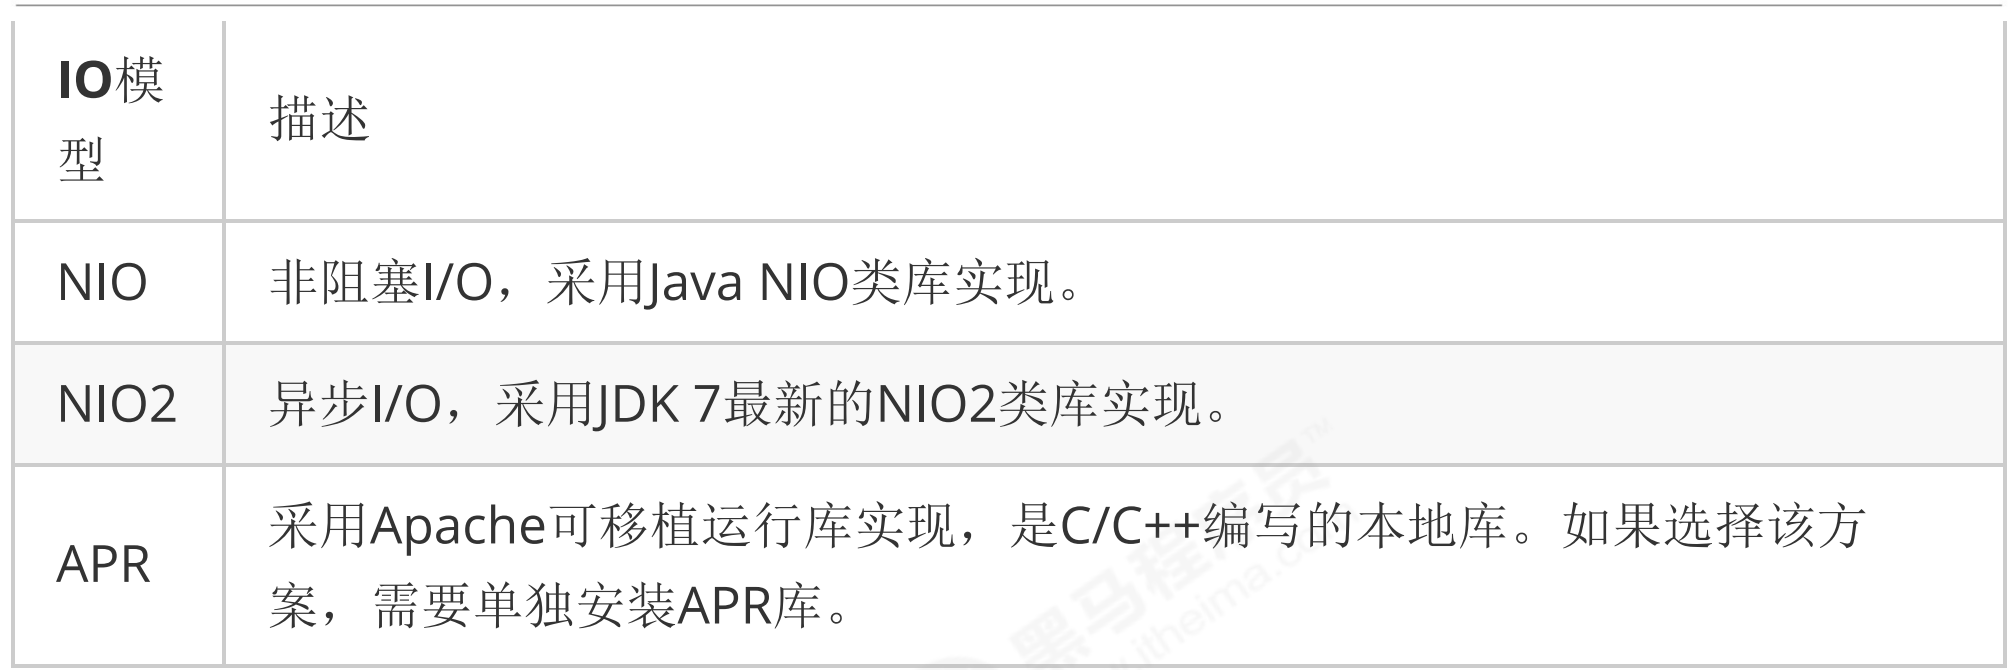 IO模
型
描述
NIO
非阻塞I/O，采用Java NIO类库实现。
NIO2
异步I/O，采用JDK 7最新的NIO2类库实现。
APR
采用Apache可移植运行库实现，是C/C++编写的本地库。如果选择该方
案，需要单独安装APR库。
黑马程序员™